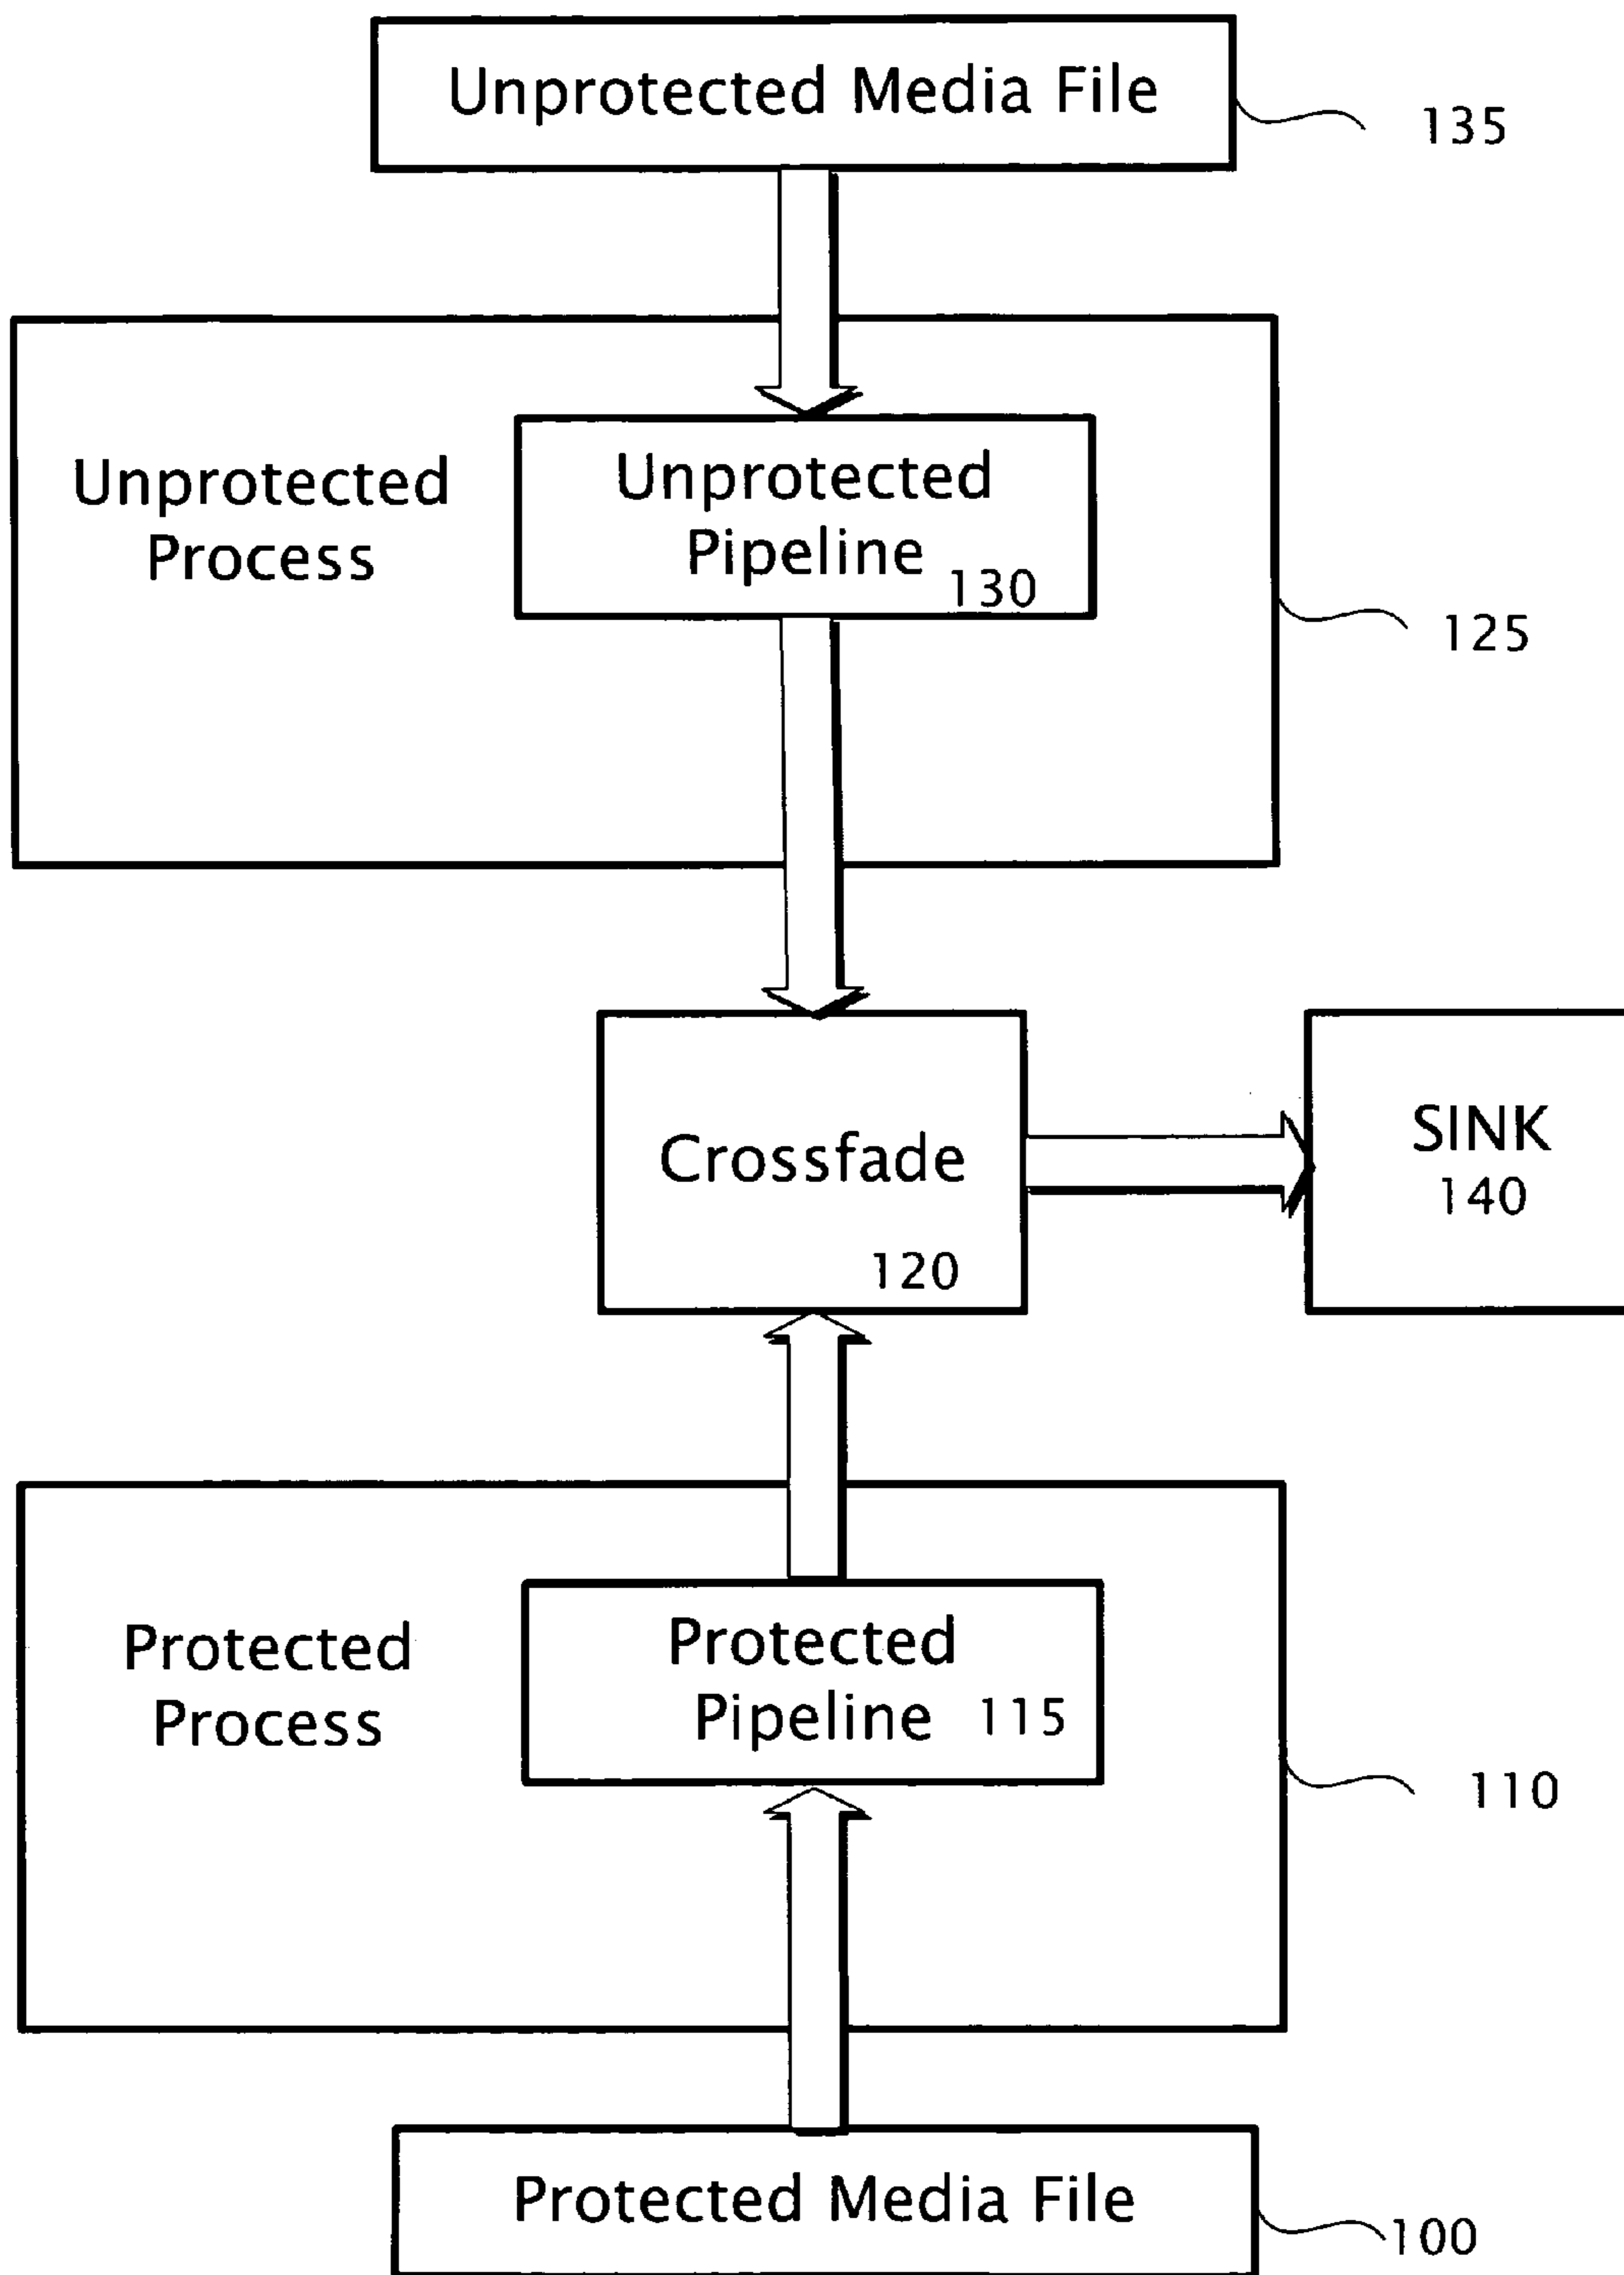 Unprotected Media File
135
Unprotected
Process
Unprotected
Pipeline
130
125
Crossfade
120
SINK
140
Protected
Process
Protected
Pipeline 115
110
Protected Media File
100